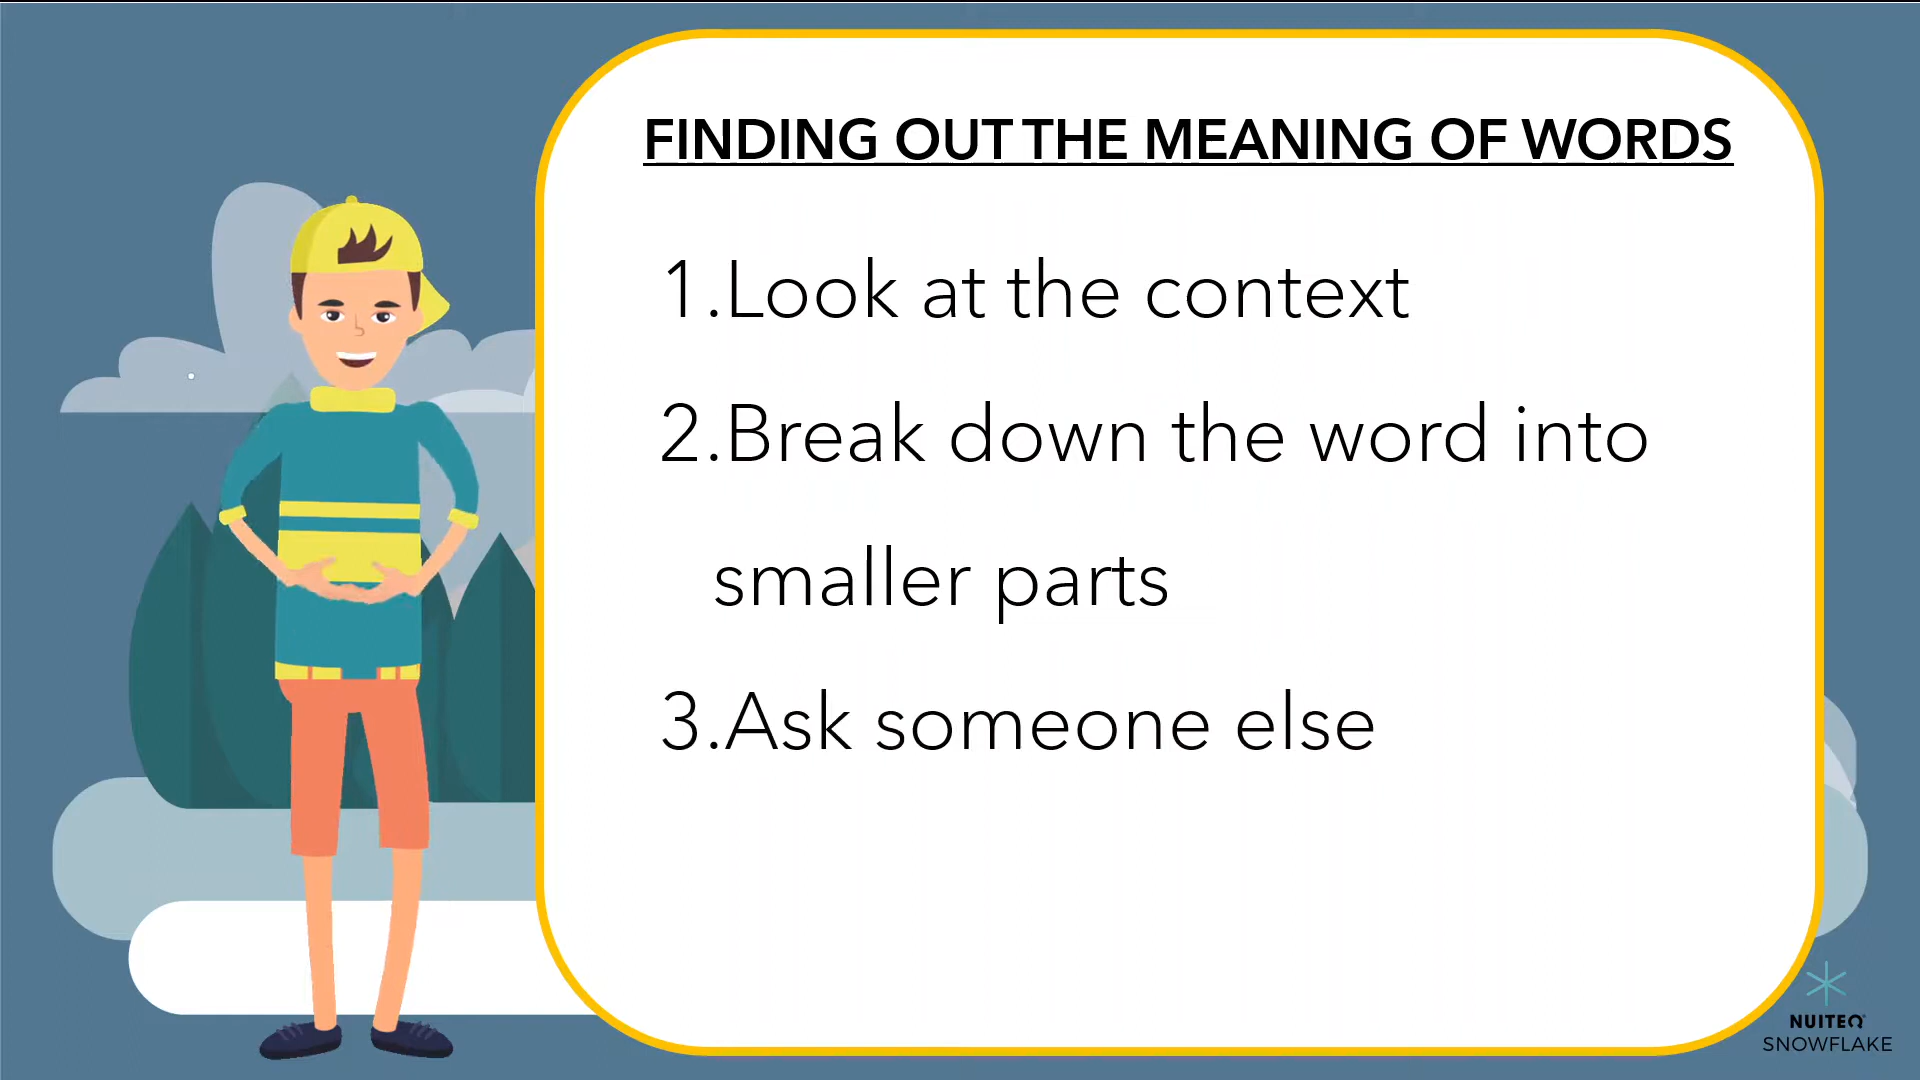 FINDING OUT THE MEANING OF WORDS
1.Look at the context
2.Break down the word into
smaller parts
3.Ask someone else
NUITEQ
SNOWFLAKE